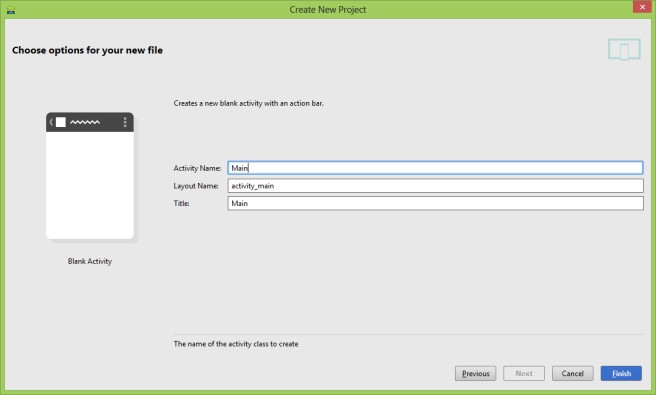 Create New Project
Choose options for your new file
Creates a new blank activity with an action bar.
Activity Name: Main
Layout Name: activity_main
Title: Main
Blank Activity
The name of the activity class to create
Previous Next Cancel Finish